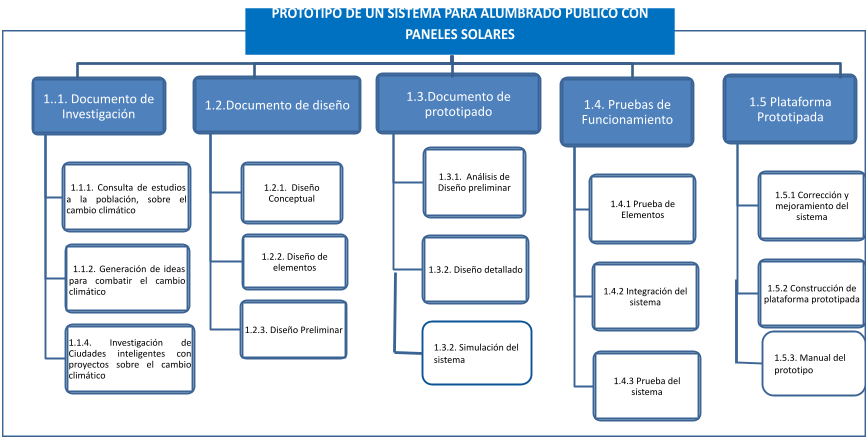 PROTOTIPO DE UN SISTEMA PARA ALUMBRADO PUBLICO CON
PANELES SOLARES
1..1. Documento de
Investigación
1.1.1. Consulta de estudios
a la población, sobre el
cambio climático
1.1.2. Generación de ideas
para combatir el cambio
climático
1.1.4. Investigación de
Ciudades inteligentes con
proyectos sobre el cambio
climático
1.2.Documento de diseño
1.2.1. Diseño
Conceptual
1.2.2. Diseño de
elementos
1.2.3. Diseño Preliminar
1.3.Documento de
prototipado
1.3.1. Análisis de
Diseño preliminar
1.3.2. Diseño detallado
1.3.2. Simulación del
sistema
1.4. Pruebas de
Funcionamiento
1.4.1 Prueba de
Elementos
1.4.2 Integración del
sistema
1.4.3 Prueba del
sistema
1.5 Plataforma
Prototipada
1.5.1 Corrección y
mejoramiento del
sistema
1.5.2 Construcción de
plataforma prototipada
1.5.3. Manual del
prototipo